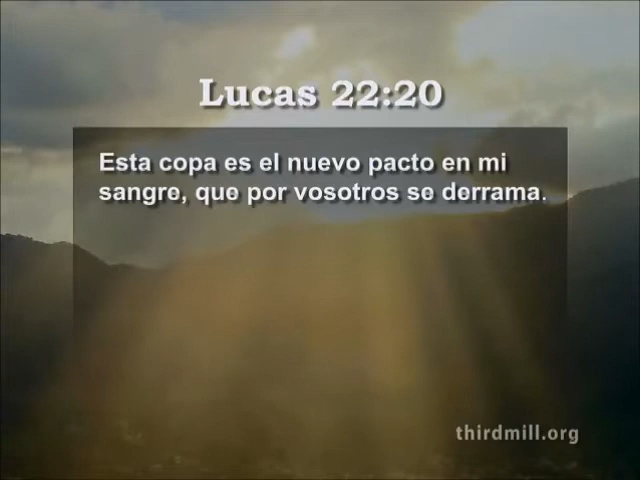 Lucas 22:20
Esta copa es el nuevo pacto en mi
sangre, que por vosotros se derrama.
thirdmill.org